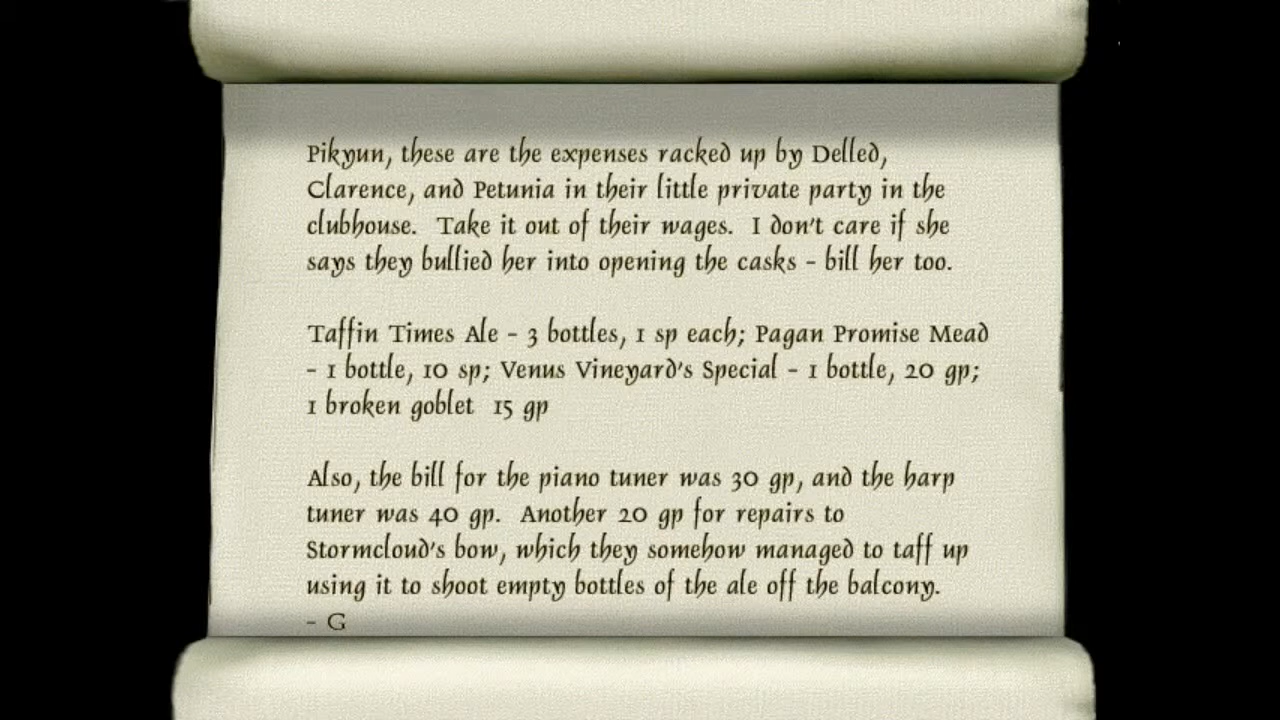 Pikyun, these are the expenses racked up by Delled,
Clarence, and Petunia in their little private party in the
clubhouse.  Take it out of their wages.  I don't care if she
says they bullied her into opening the casks - bill her too.
Taffin Times Ale - 3 bottles, 1 sp each; Pagan Promise Mead
- 1 bottle, 10 sp; Venus Vineyard's Special - 1 bottle, 20 gp;
1 broken goblet  15 gp
Also, the bill for the piano tuner was 30 gp, and the harp
tuner was 40 gp.  Another 20 gp for repairs to
Stormcloud's bow, which they somehow managed to taff up
using it to shoot empty bottles of the ale off the balcony.
- G